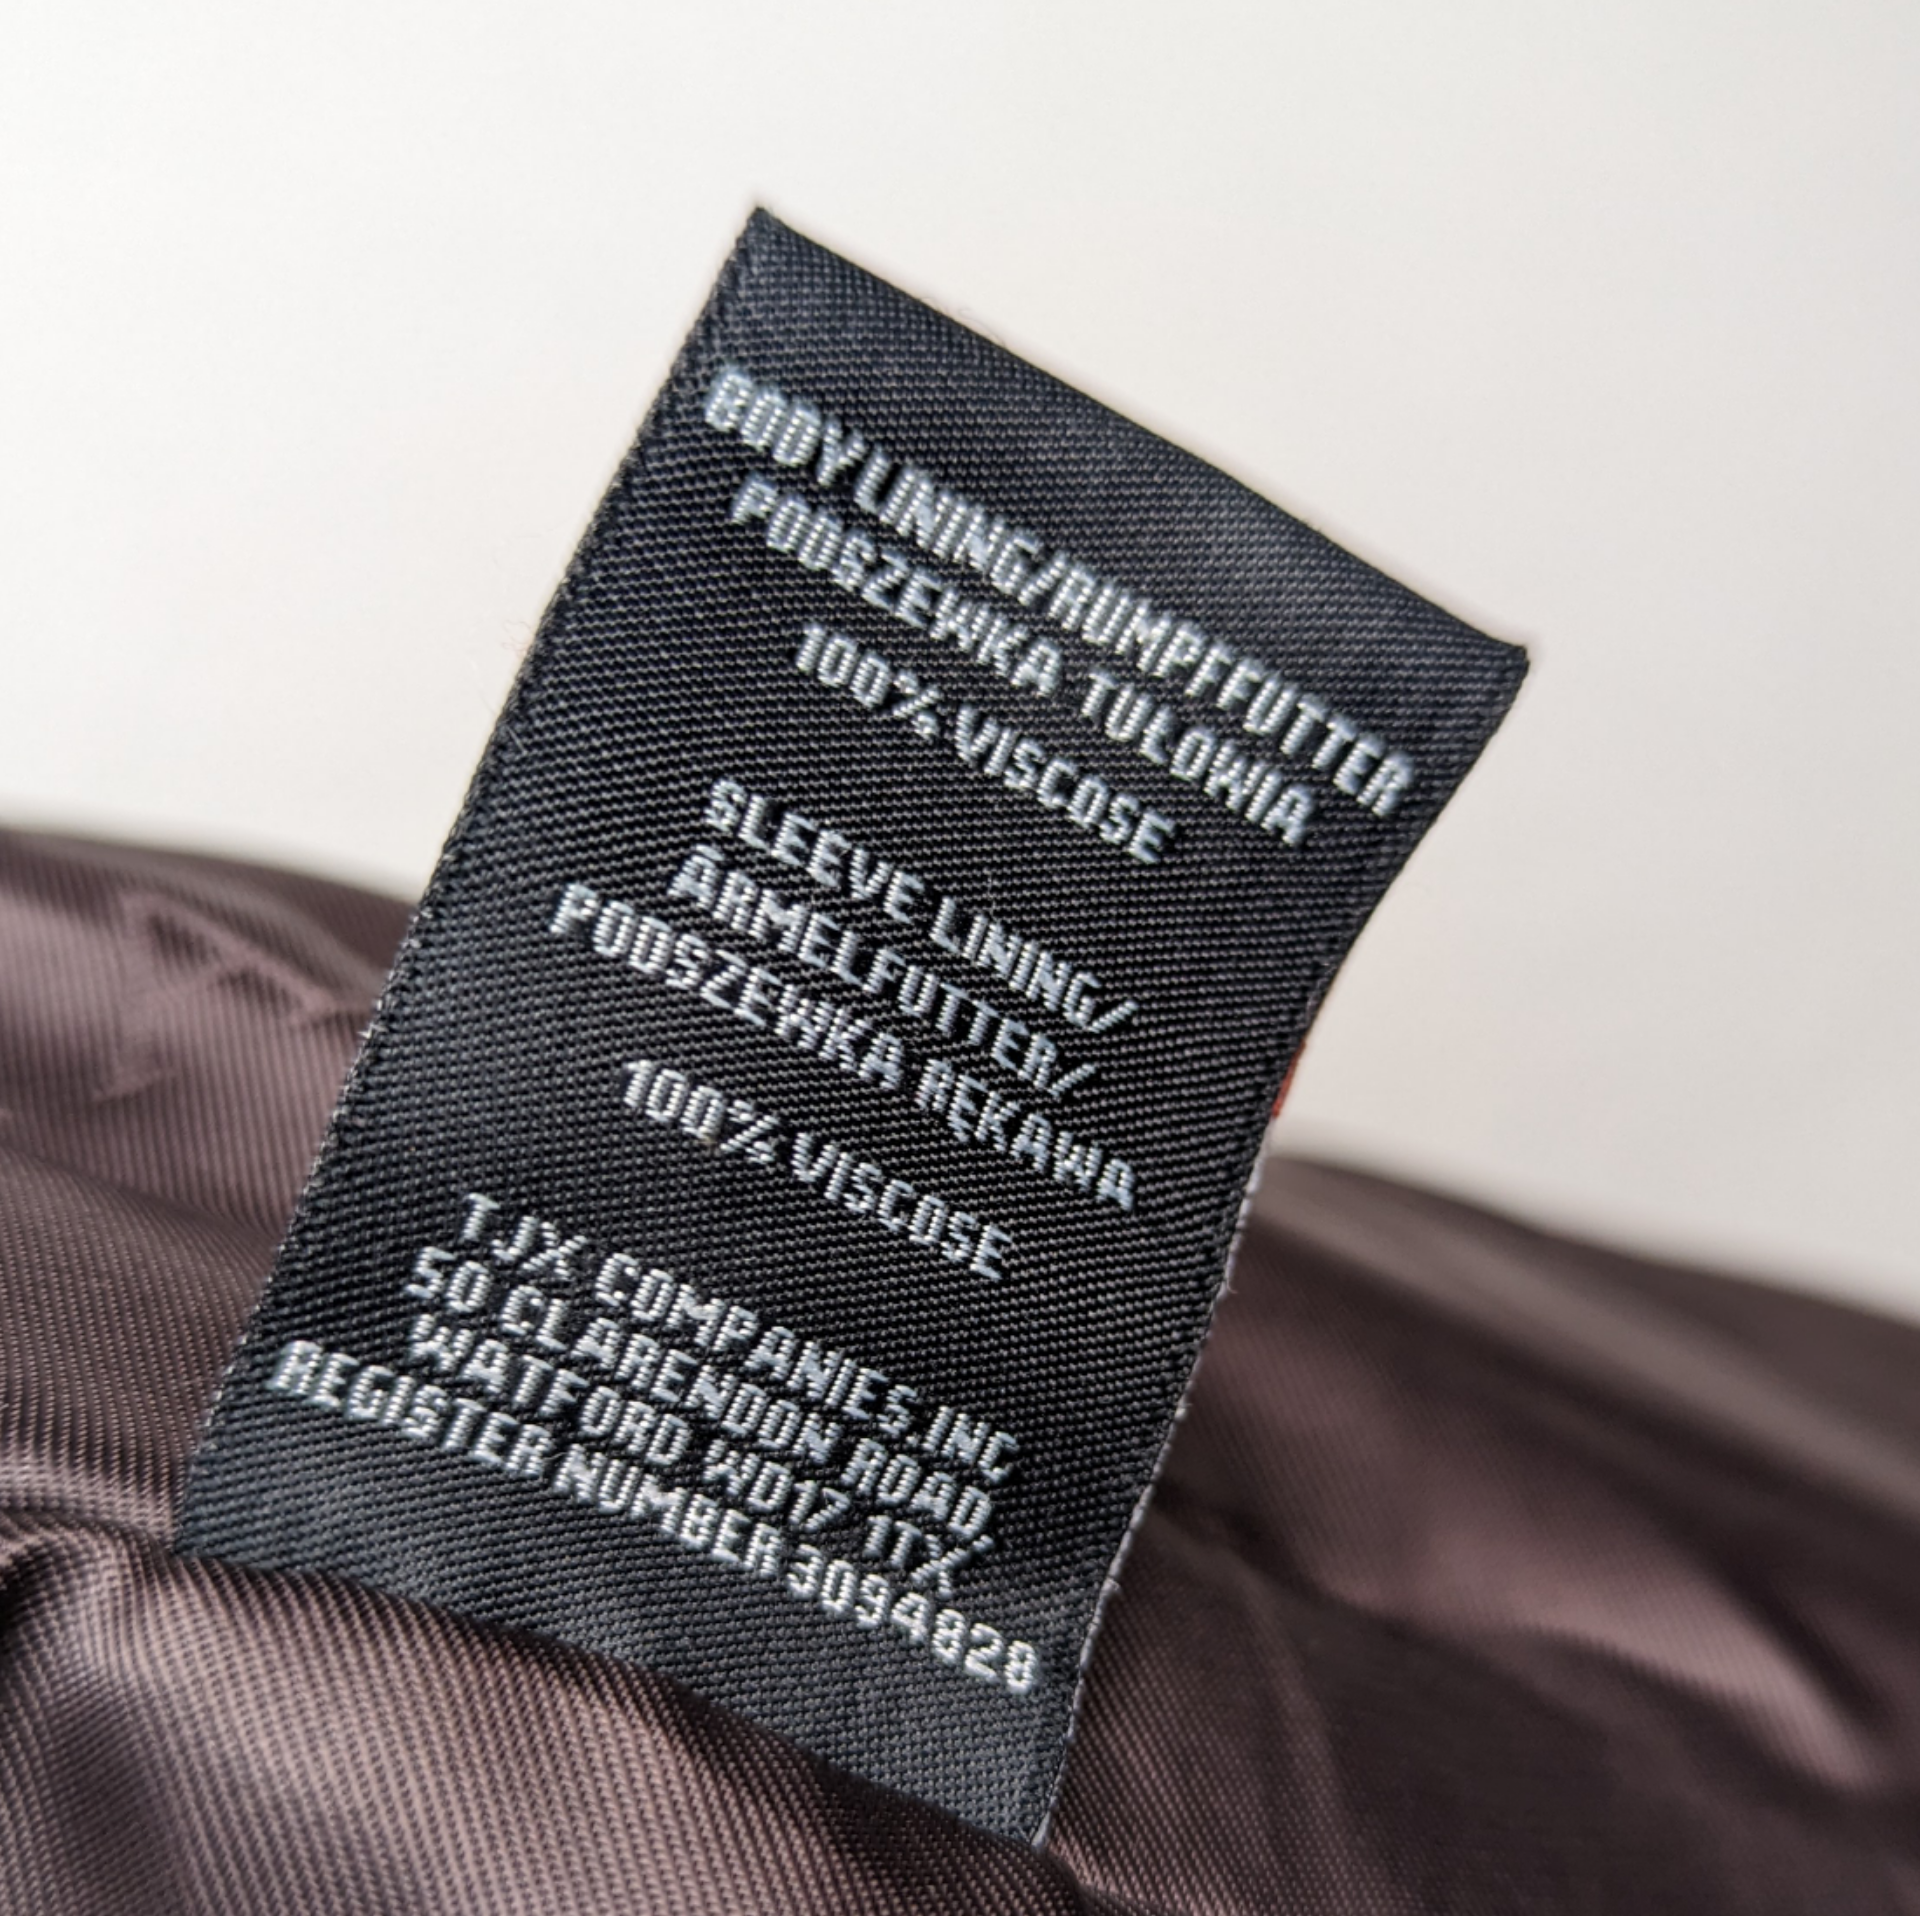 BODY LINING/RUMPFFUTTER
PODSZEWKA TUŁOWIA
100% VISCOSE
SLEEVE LINING/
ÄRMELFUTTER/
PODSZEWKA RĘKAWA
100% VISCOSE
TJX COMPANIES,INC
50 CLARENDON ROAD,
WATFORD WD17 1TX
REGISTER NUMBER 3094828